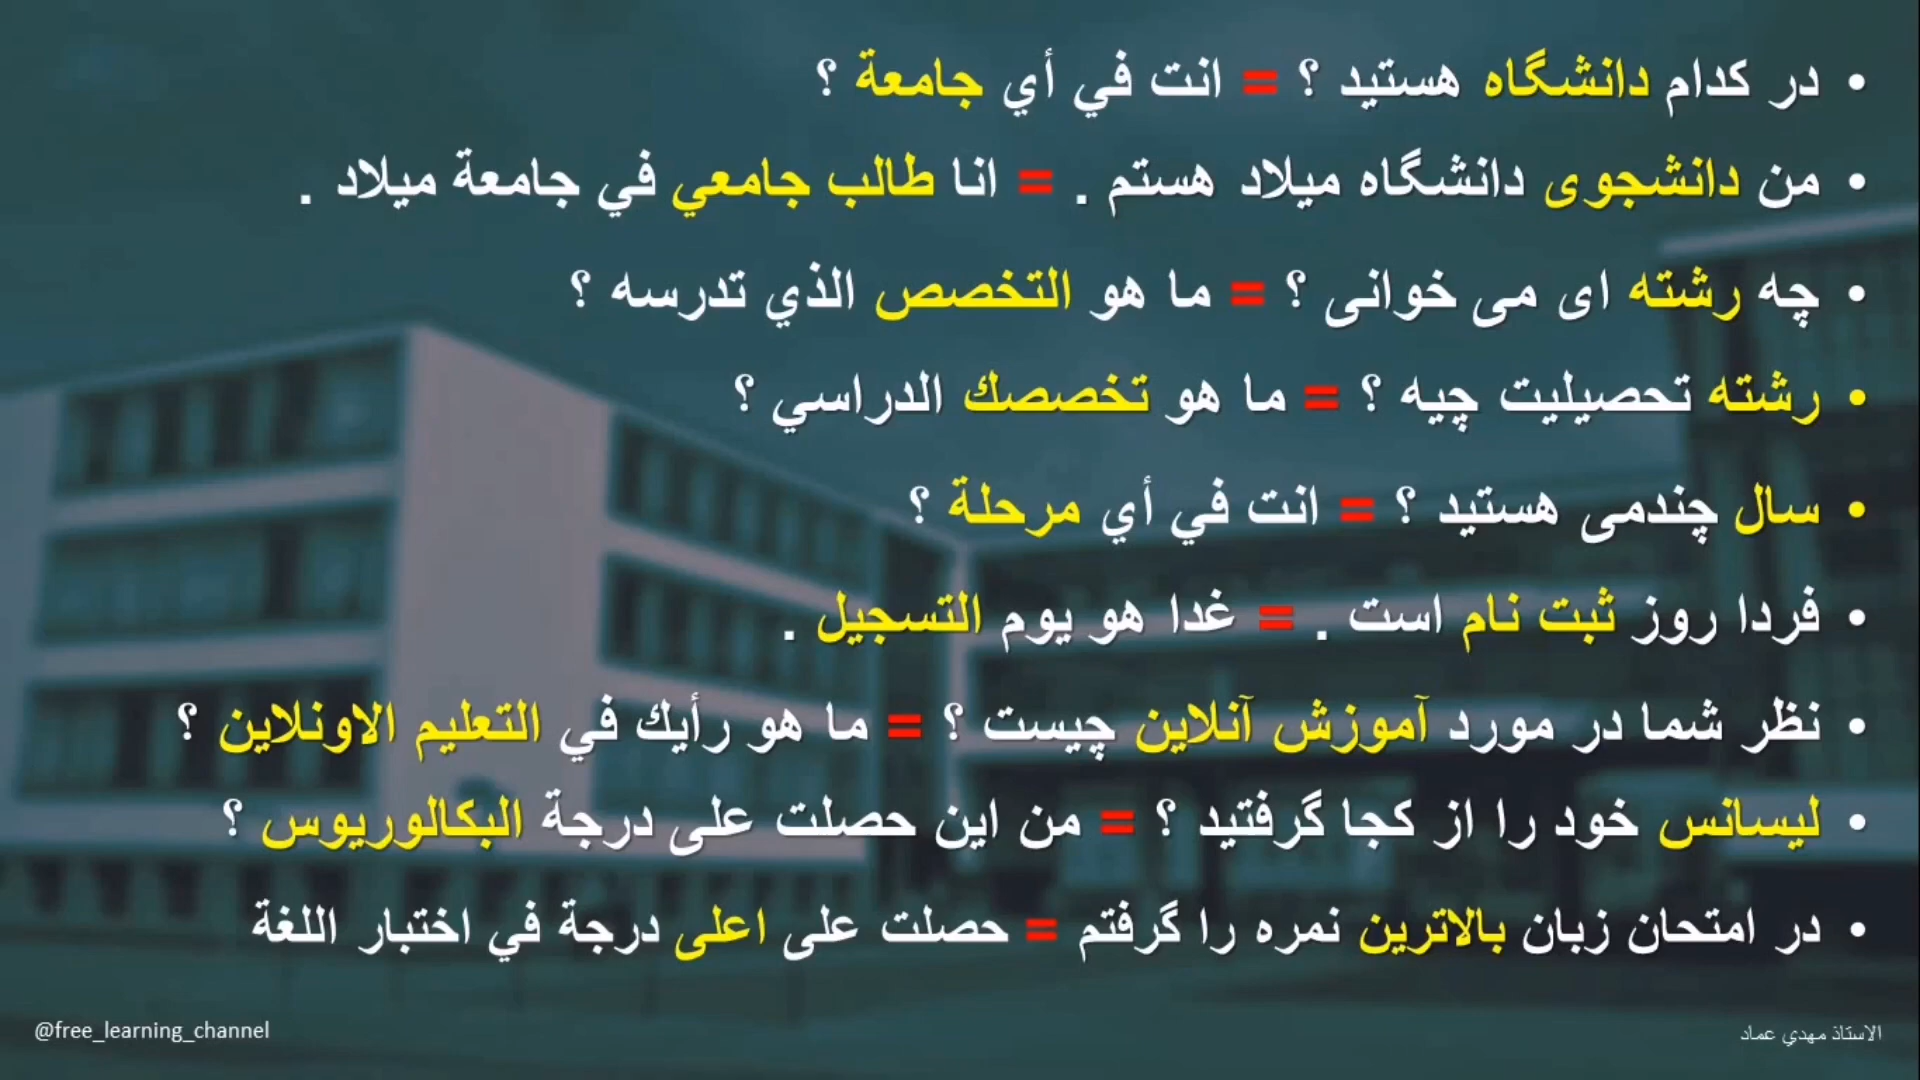 • در کدام دانشگاه هستید ؟ = انت في أي جامعة ؟
• من دانشجوی دانشگاه میلاد هستم . = انا طالب جامعي في جامعة ميلاد .
• چه رشته ای می خوانی ؟ = ما هو التخصص الذي تدرسه ؟
• رشته تحصیلیت چیه ؟ = ما هو تخصصك الدراسي ؟
• سال چندمی هستید ؟ = انت في أي مرحلة ؟
• فردا روز ثبت نام است . = غدا هو يوم التسجيل .
• نظر شما در مورد آموزش آنلاین چیست ؟ = ما هو رأيك في التعليم الاونلاين ؟
• لیسانس خود را از کجا گرفتید ؟ = من اين حصلت على درجة البكالوريوس ؟
• در امتحان زبان بالاترین نمره را گرفتم = حصلت على اعلى درجة في اختبار اللغة
الاستاذ مهدي عماد
@free_learning_channel